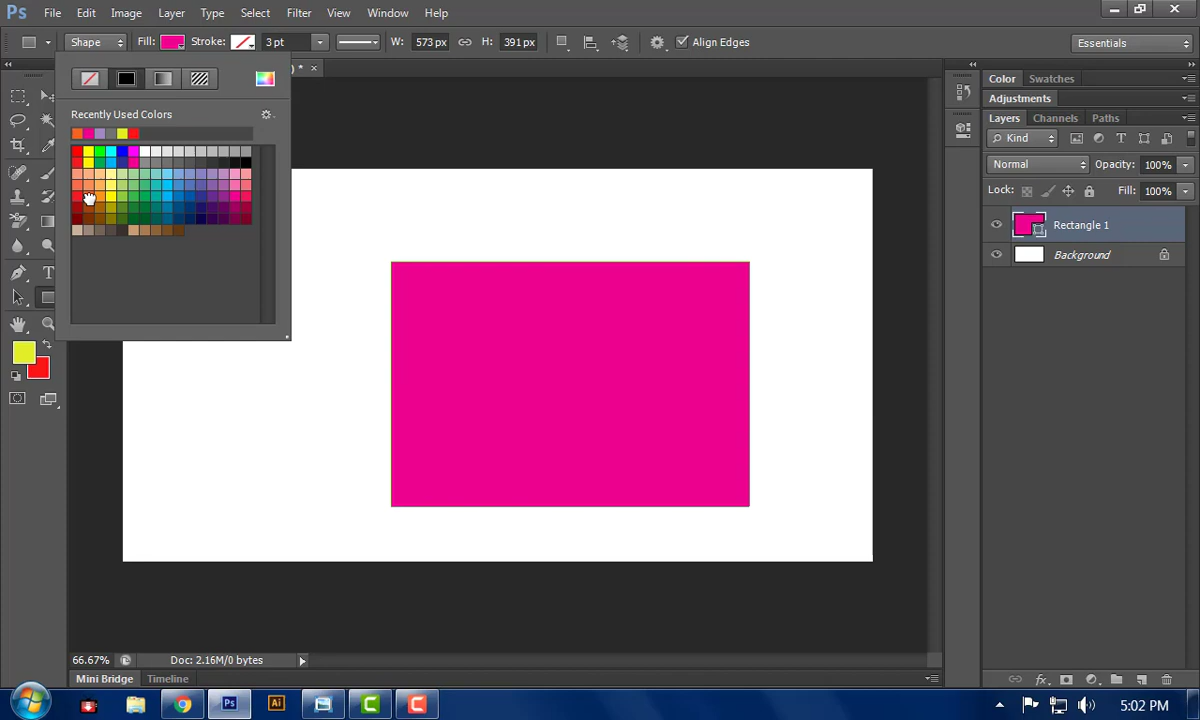 Ps File Edit Image Layer Type Select Filter View Window Help
Shape Fill: Stroke: 3 pt W: 573 px H: 391 px Align Edges Essentials
) * ×
Color Swatches
Recently Used Colors
Adjustments
Layers Channels Paths
Kind
Normal Opacity: 100%
Lock: Fill: 100%
Rectangle 1
Background
66.67% Doc: 2.16M/0 bytes
Mini Bridge Timeline
Ps Ai C C 5:02 PM